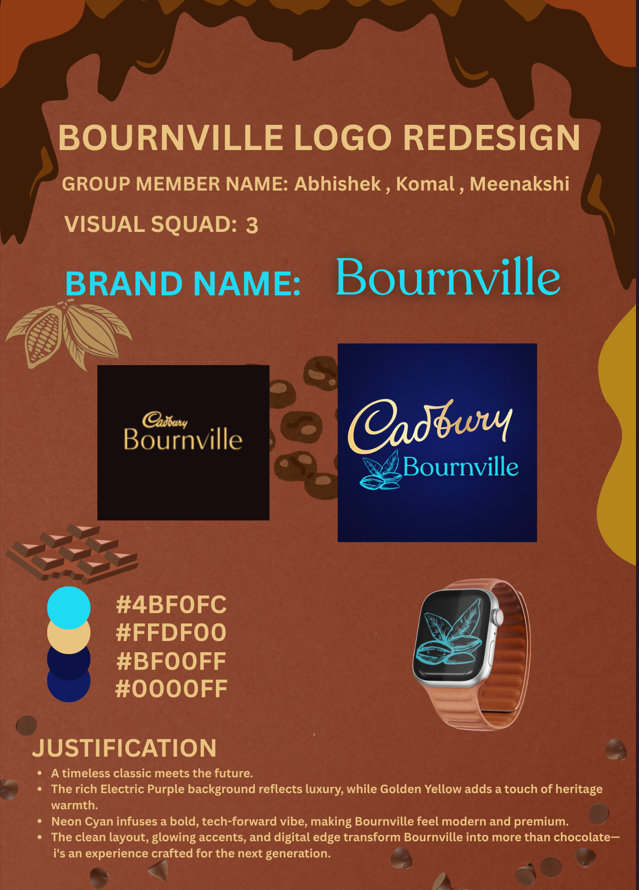 BOURNVILLE LOGO REDESIGN
GROUP MEMBER NAME: Abhishek , Komal , Meenakshi
VISUAL SQUAD: 3
BRAND NAME: Bournville
Cadbury
Bournville
Cadbury
Bournville
#4BF0FC
#FFDF00
#BF00FF
#0000FF
JUSTIFICATION
• A timeless classic meets the future.
• The rich Electric Purple background reflects luxury, while Golden Yellow adds a touch of heritage
warmth.
• Neon Cyan infuses a bold, tech-forward vibe, making Bournville feel modern and premium.
• The clean layout, glowing accents, and digital edge transform Bournville into more than chocolate—
i's an experience crafted for the next generation.